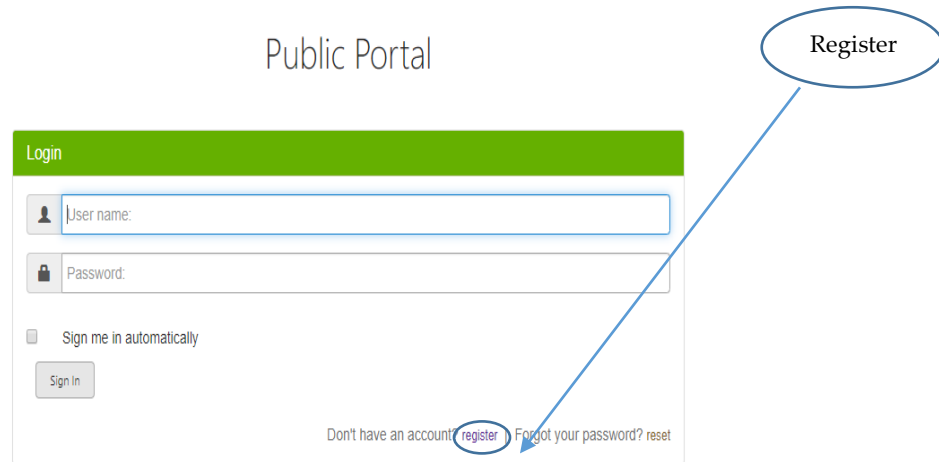 Public Portal
Register
Login
User name:
Password:
Sign me in automatically
Sign In
Don't have an account? register | Forgot your password? reset